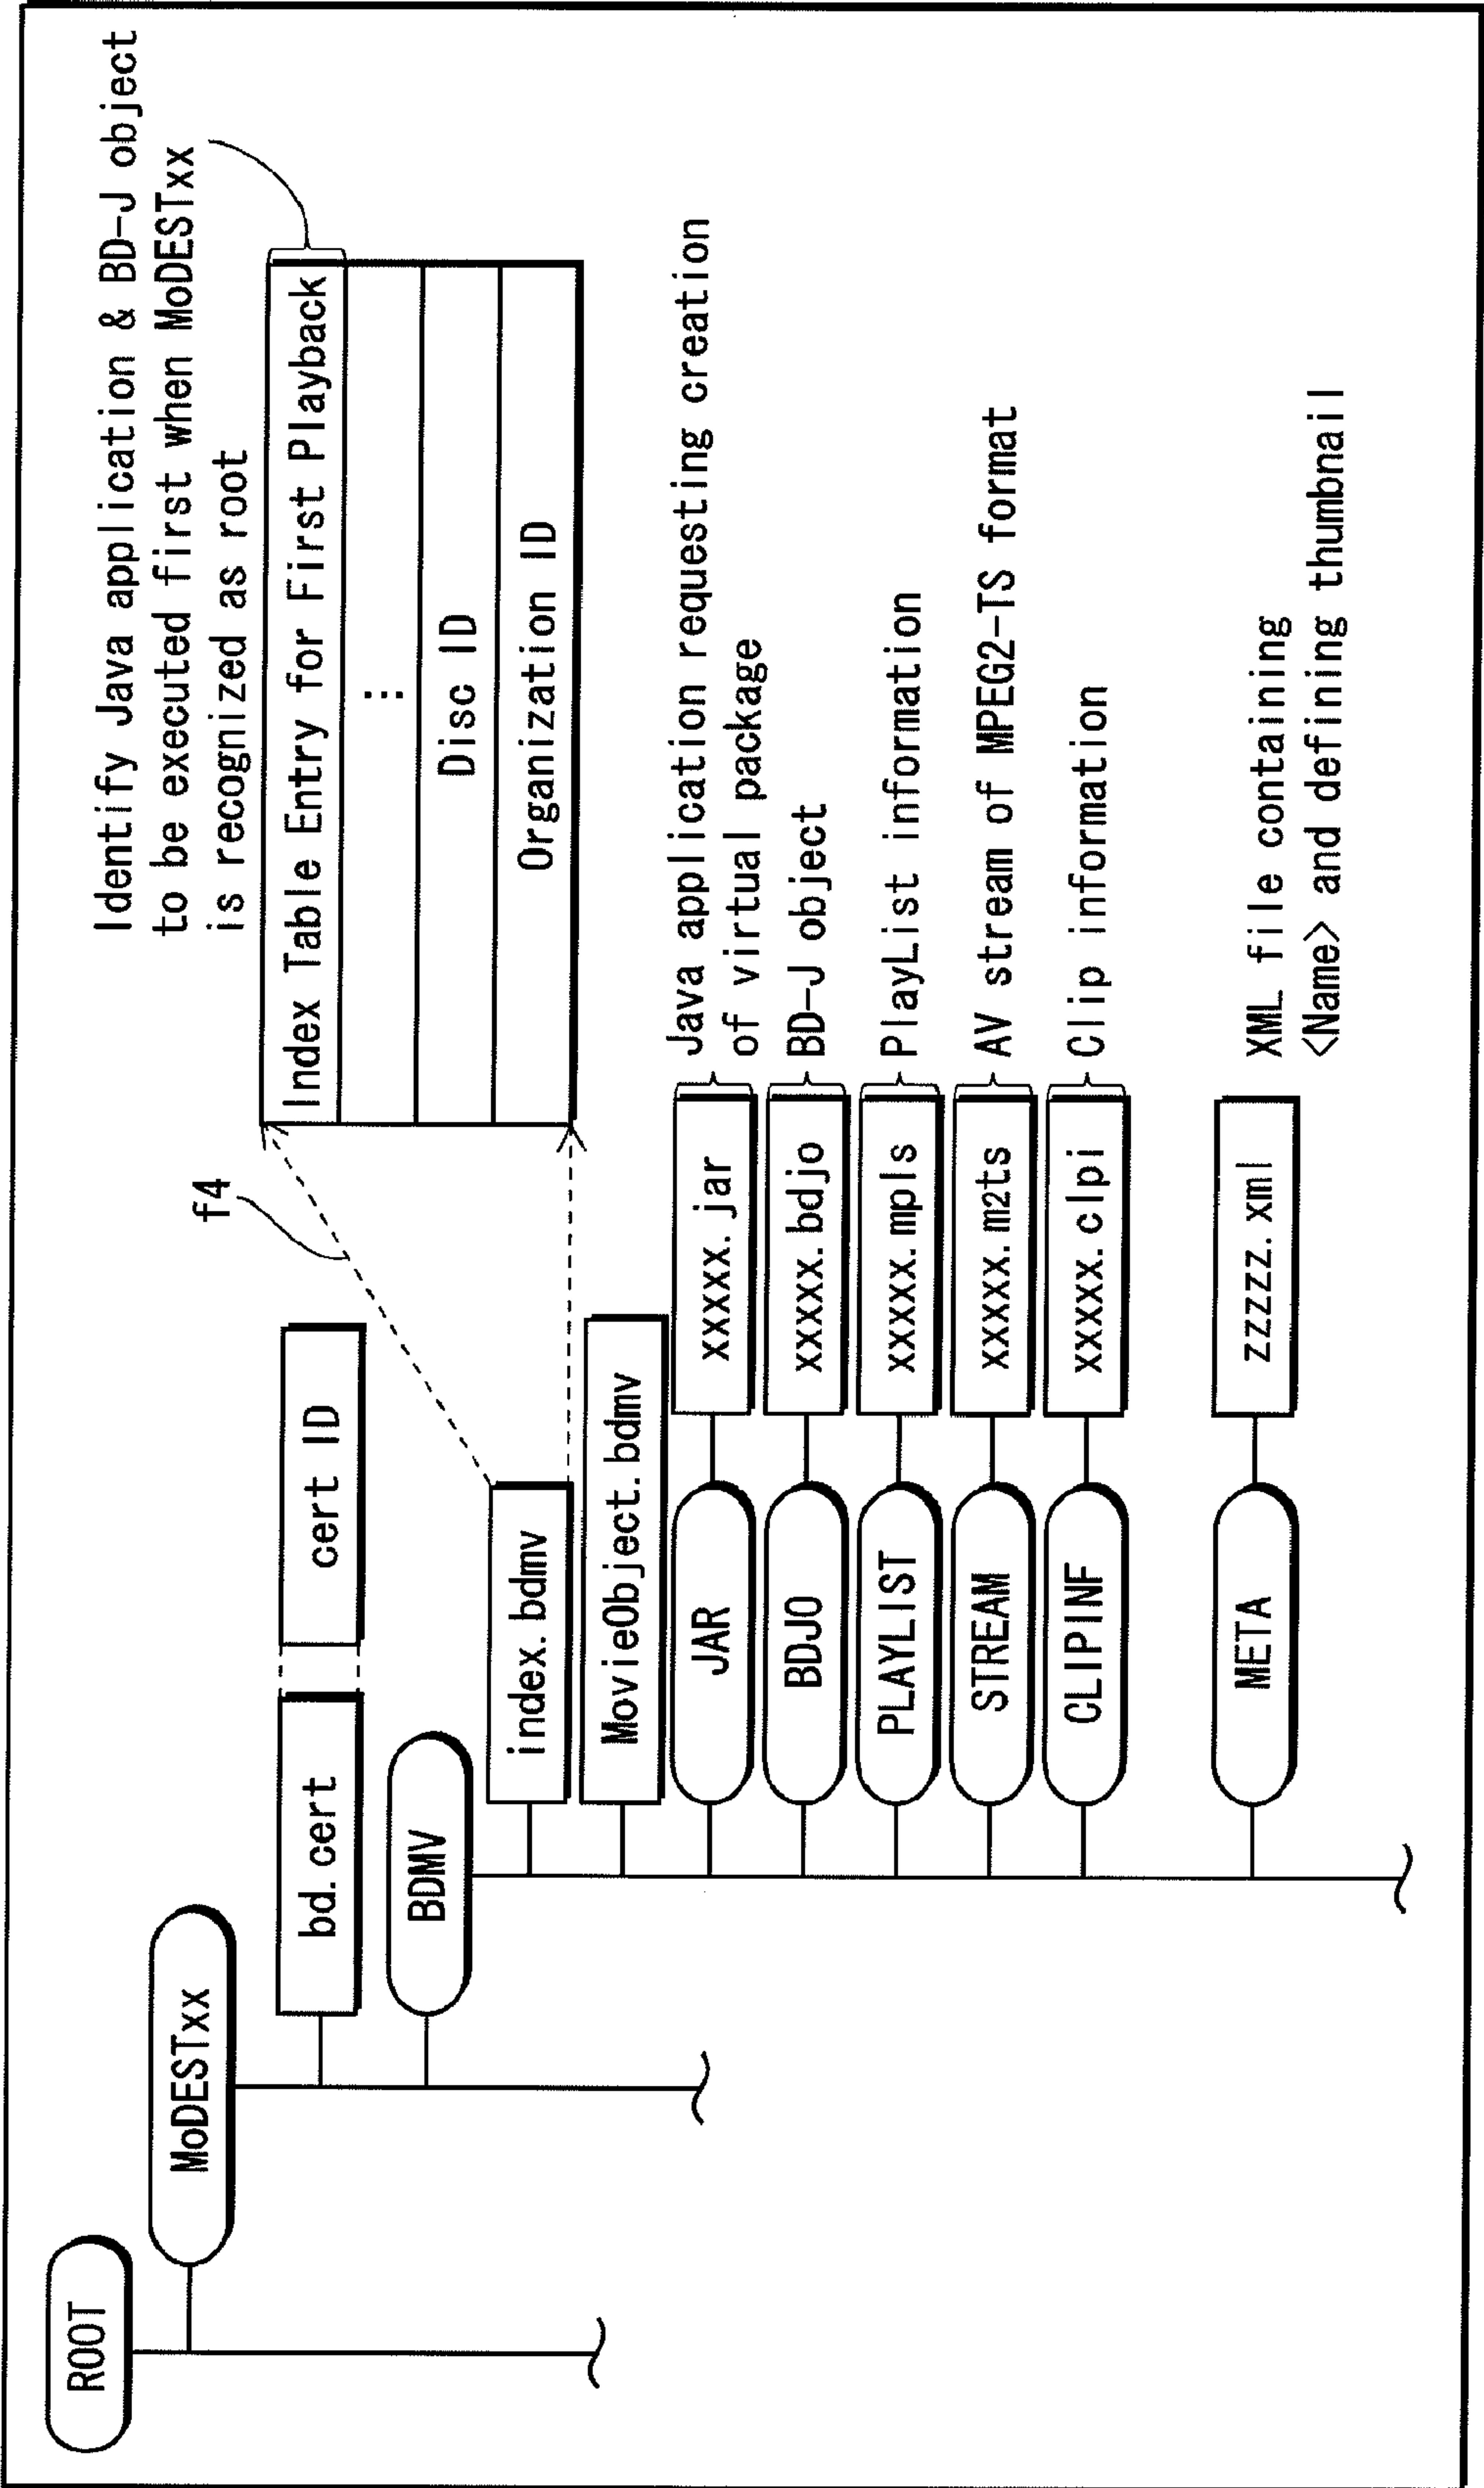 ROOT
MoDESTxx
bd.cert
cert ID
BDMV
index.bdmv
MovieObject.bdmv
f4
Identify Java application & BD-J object
to be executed first when MoDESTxx
is recognized as root
Index Table Entry for First Playback
⋮
Disc ID
Organization ID
JAR
xxxxx.jar
Java application requesting creation
of virtual package
BDJO
xxxxx.bdjo
BD-J object
PLAYLIST
xxxxx.mpls
PlayList information
STREAM
xxxxx.m2ts
AV stream of MPEG2-TS format
CLIPINF
xxxxx.clpi
Clip information
META
zzzzz.xml
XML file containing
<Name> and defining thumbnail